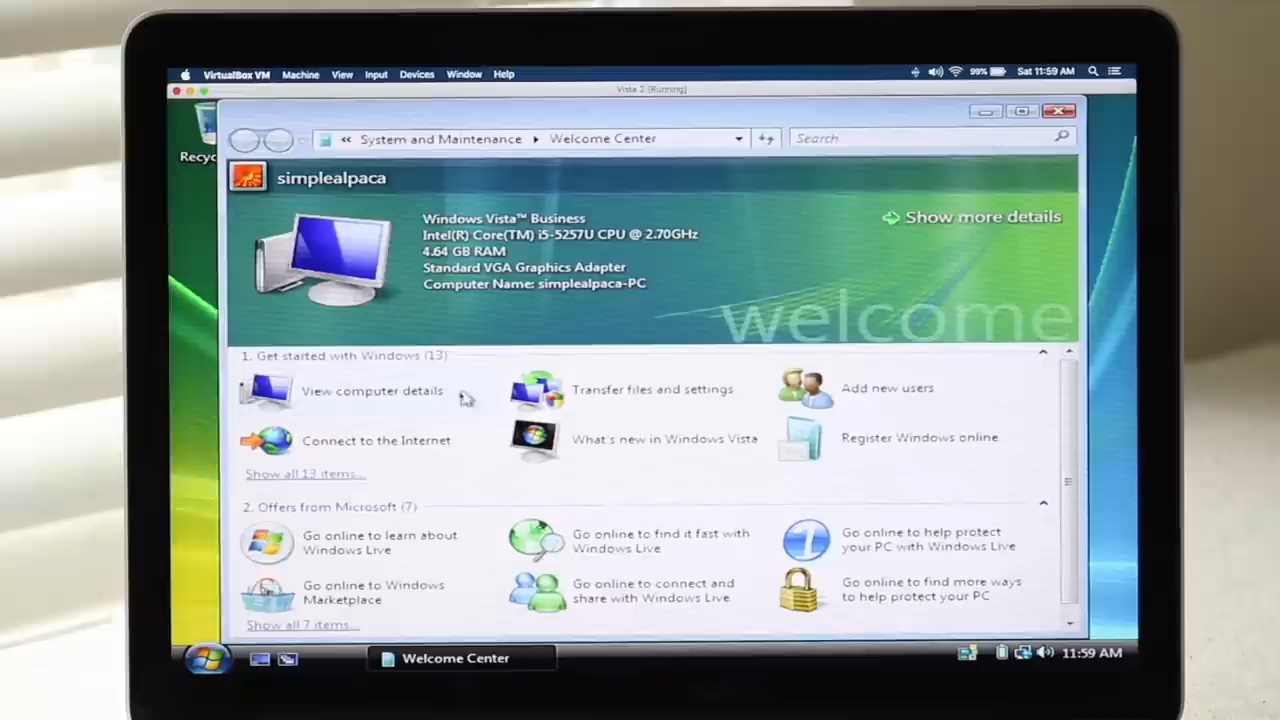 VirtualBox VM Machine View Input Devices Window Help 99% Sat 11:59 AM
Vista 2 [Running]
Recyc
« System and Maintenance Welcome Center Search
simplealpaca
Windows Vista™ Business
Intel(R) Core(TM) i5-5257U CPU @ 2.70GHz
4.64 GB RAM
Standard VGA Graphics Adapter
Computer Name: simplealpaca-PC
Show more details
welcome
1. Get started with Windows (13)
View computer details
Transfer files and settings
Add new users
Connect to the Internet
What's new in Windows Vista
Register Windows online
Show all 13 items...
2. Offers from Microsoft (7)
Go online to learn about
Windows Live
Go online to find it fast with
Windows Live
Go online to help protect
your PC with Windows Live
Go online to Windows
Marketplace
Go online to connect and
share with Windows Live
Go online to find more ways
to help protect your PC
Show all 7 items...
Welcome Center
11:59 AM